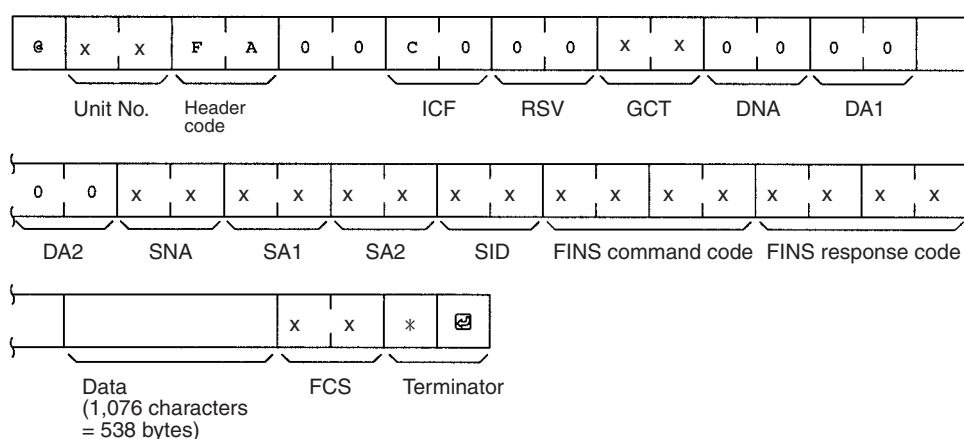 @ x x F A 0 0 C 0 0 0 x x 0 0 0 0
Unit No. Header code ICF RSV GCT DNA DA1
0 0 x x x x x x x x x x x x x x x x
DA2 SNA SA1 SA2 SID FINS command code FINS response code
x x * ↵
Data FCS Terminator
(1,076 characters
= 538 bytes)